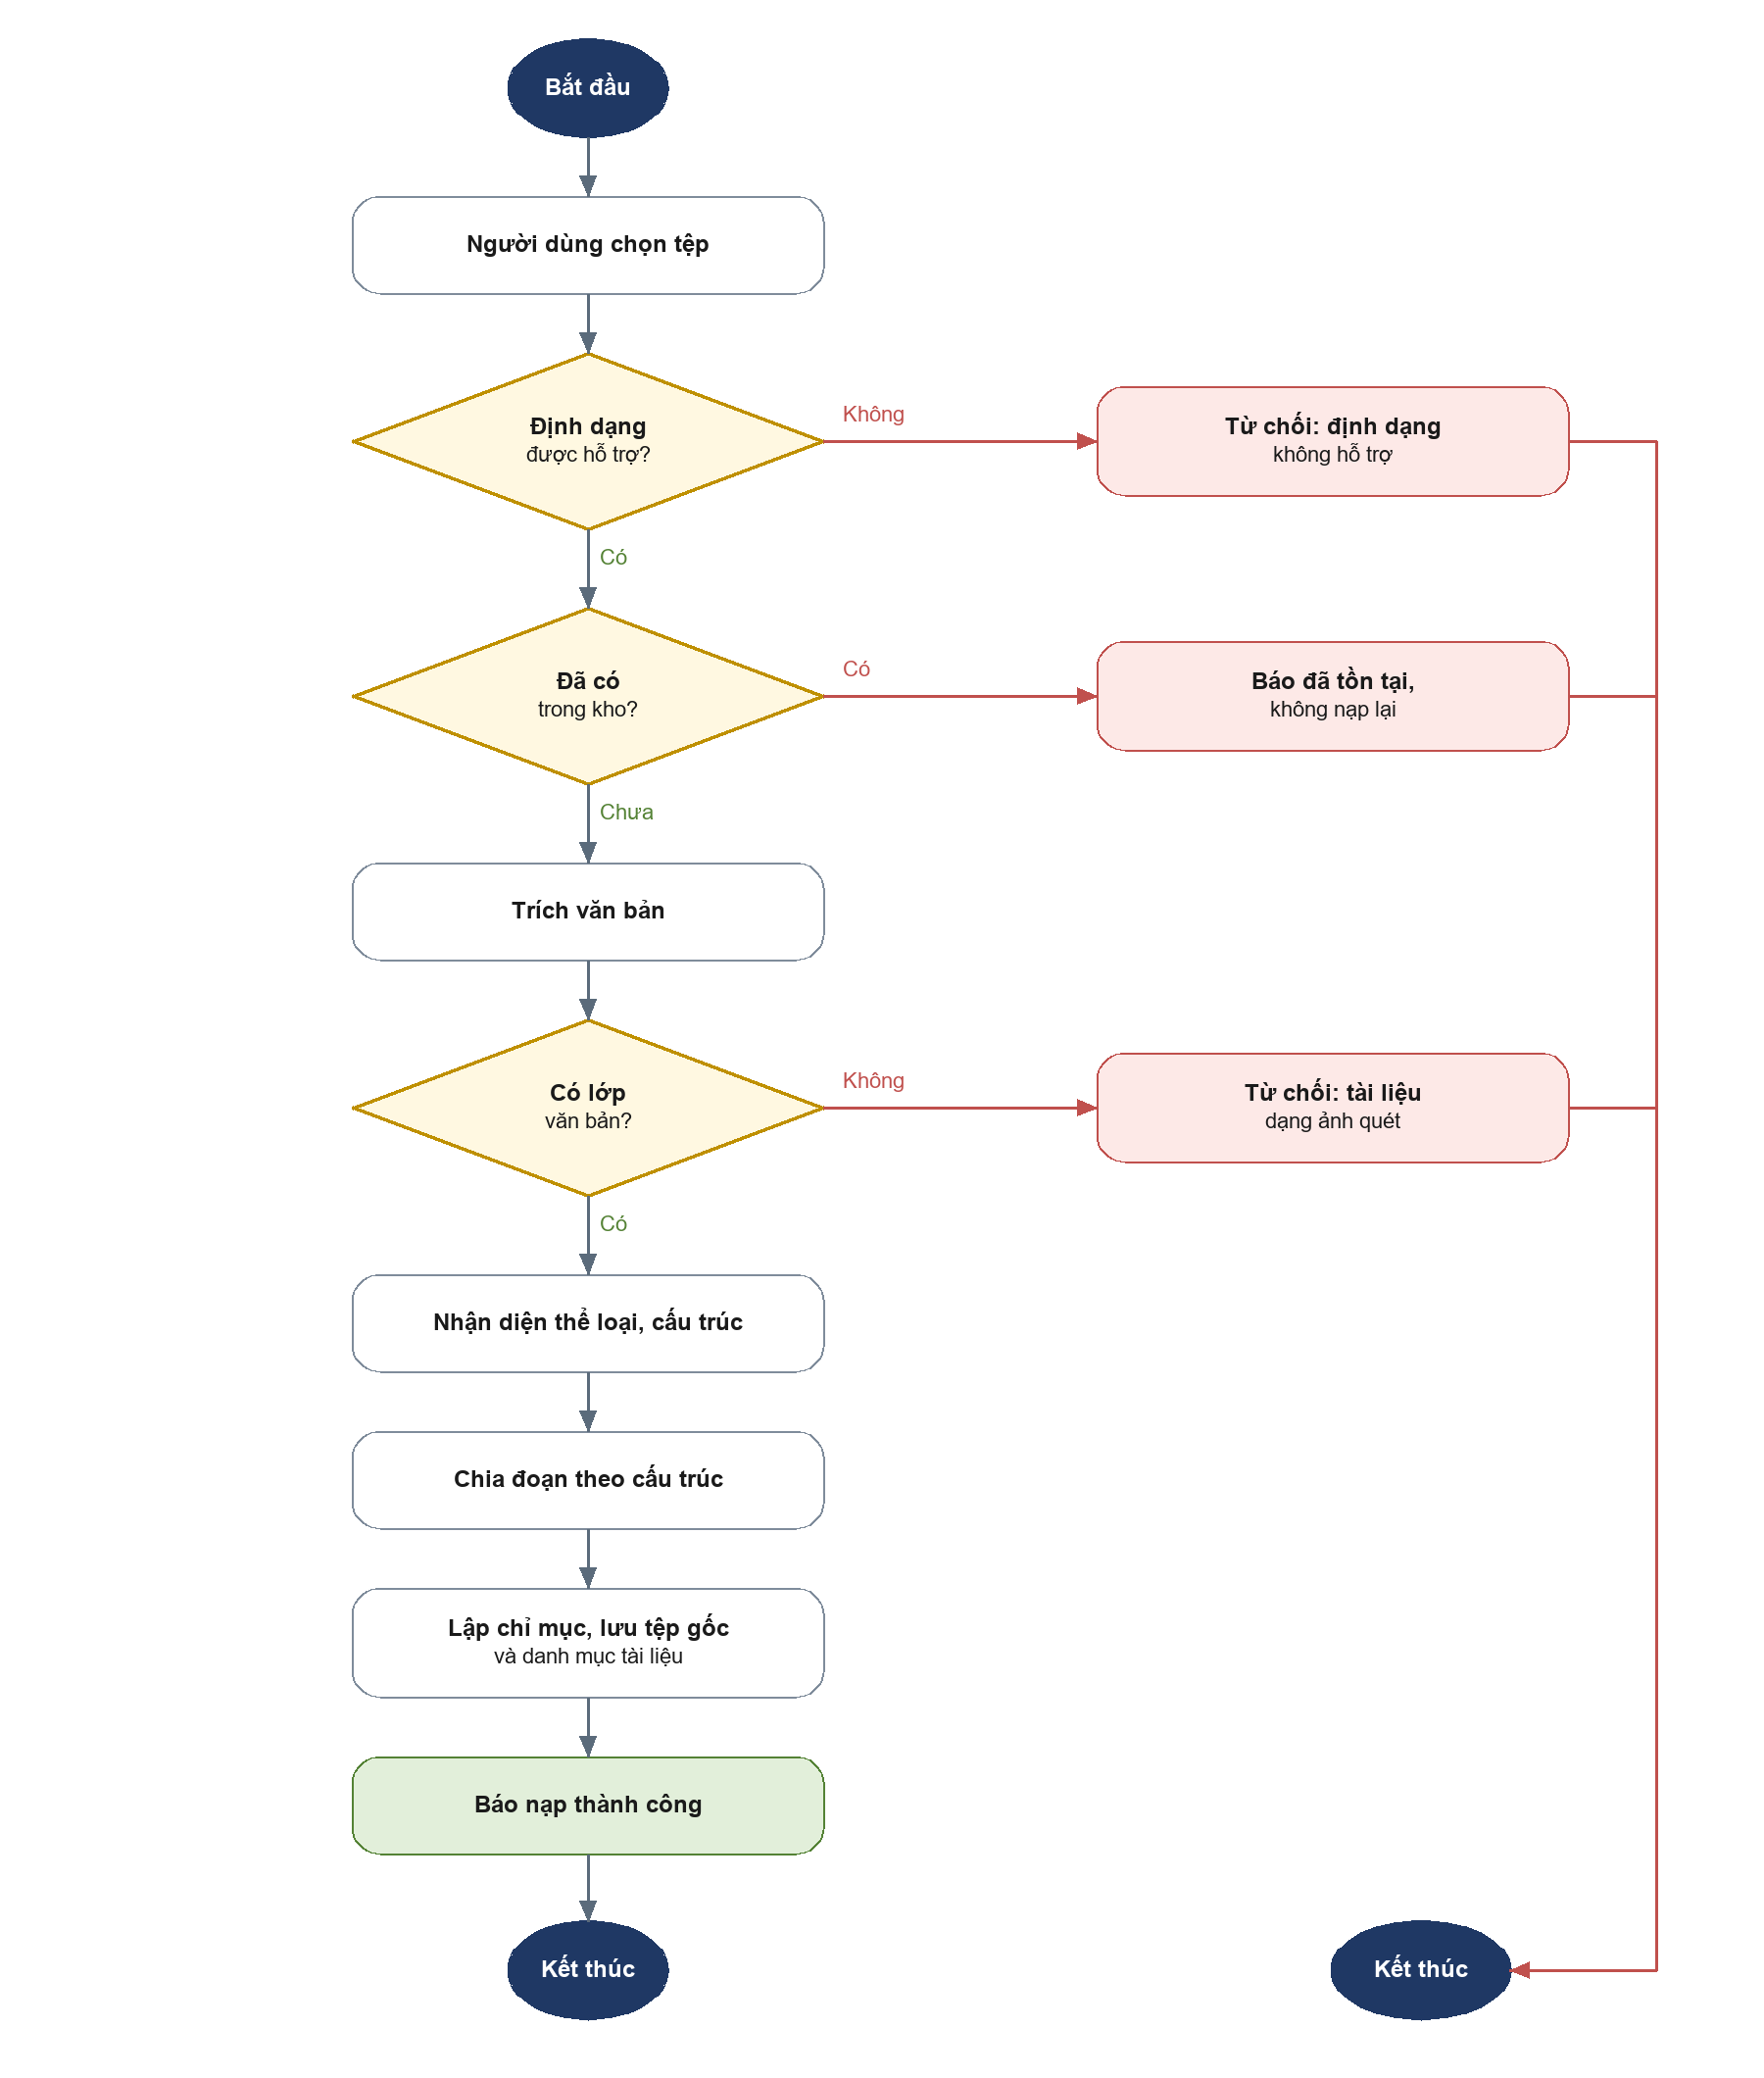 Bắt đầu
Người dùng chọn tệp
Định dạng
được hỗ trợ?
Không
Từ chối: định dạng
không hỗ trợ
Có
Đã có
trong kho?
Có
Báo đã tồn tại,
không nạp lại
Chưa
Trích văn bản
Có lớp
văn bản?
Không
Từ chối: tài liệu
dạng ảnh quét
Có
Nhận diện thể loại, cấu trúc
Chia đoạn theo cấu trúc
Lập chỉ mục, lưu tệp gốc
và danh mục tài liệu
Báo nạp thành công
Kết thúc
Kết thúc